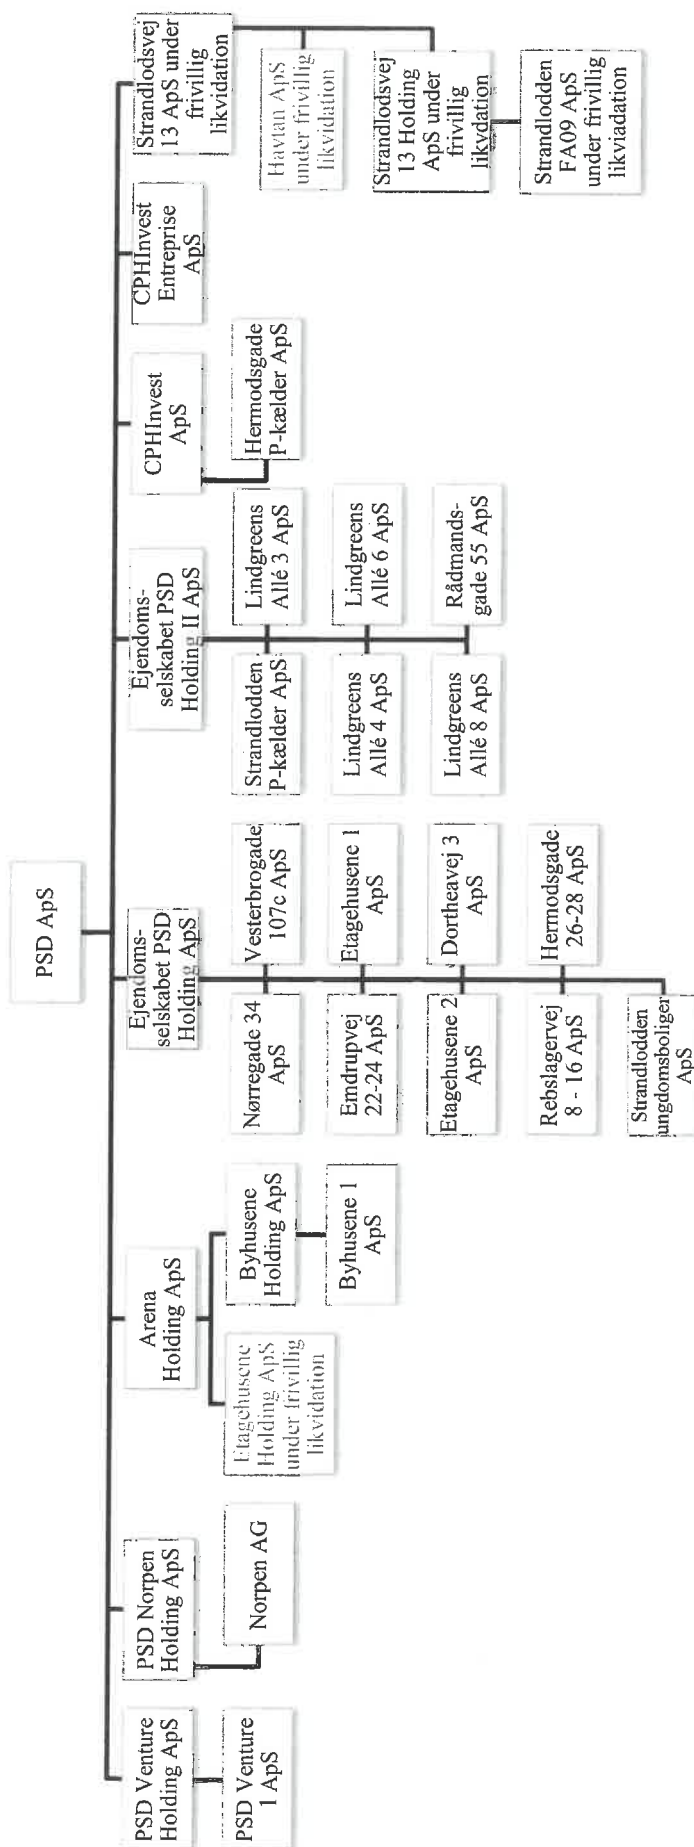 PSD ApS
PSD Venture
Holding ApS
PSD Venture
1 ApS
PSD Norpen
Holding ApS
Norpen AG
Arena
Holding ApS
Etagehusene
Holding ApS
under frivillig
likvidation
Byhusene
Holding ApS
Byhusene 1
ApS
Ejendoms-
selskabet PSD
Holding ApS
Nørregade 34
ApS
Vesterbrogade
107c ApS
Emdrupvej
22-24 ApS
Etagehusene 1
ApS
Etagehusene 2
ApS
Dortheavej 3
ApS
Rebslagervej
8 - 16 ApS
Hermodsgade
26-28 ApS
Strandlodden
ungdomsboliger
ApS
Ejendoms-
selskabet PSD
Holding II ApS
Strandlodden
P-kælder ApS
Lindgreens
Allé 3 ApS
Lindgreens
Allé 4 ApS
Lindgreens
Allé 6 ApS
Lindgreens
Allé 8 ApS
Rådmands-
gade 55 ApS
CPHInvest
ApS
Hermodsgade
P-kælder ApS
CPHInvest
Entreprise
ApS
Strandlodsvej
13 ApS under
frivillig
likvidation
Havtan ApS
under frivillig
likvidation
Strandlodsvej
13 Holding
ApS under
frivillig
likvdation
Strandlodden
FA09 ApS
under frivillig
likviadation